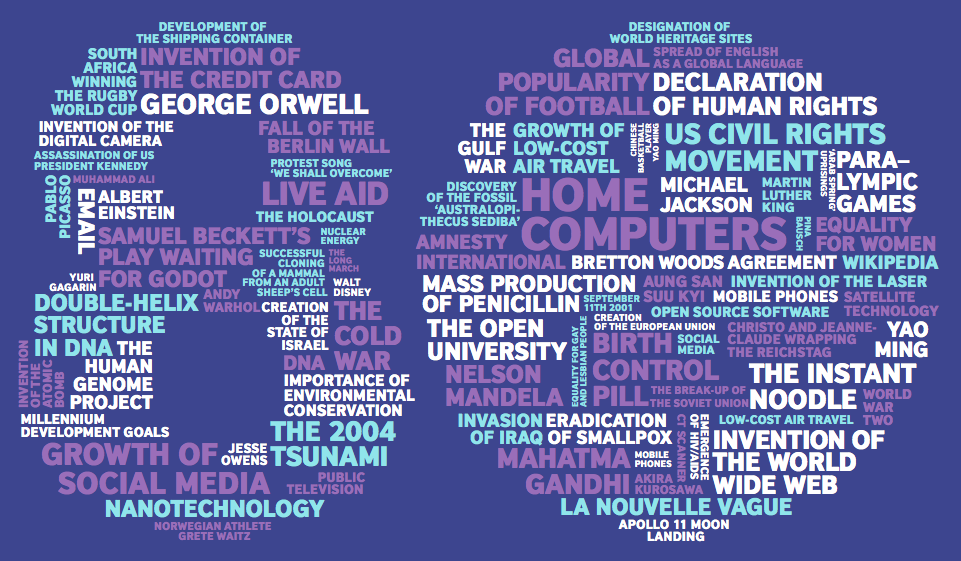 DEVELOPMENT OF
THE SHIPPING CONTAINER
SOUTH
AFRICA
WINNING
THE RUGBY
WORLD CUP
INVENTION OF
THE CREDIT CARD
GEORGE ORWELL
INVENTION OF THE
DIGITAL CAMERA
FALL OF THE
BERLIN WALL
ASSASSINATION OF US
PRESIDENT KENNEDY
PROTEST SONG
‘WE SHALL OVERCOME’
MUHAMMAD ALI
PABLO
PICASSO
EMAIL
ALBERT
EINSTEIN
LIVE AID
THE HOLOCAUST
SAMUEL BECKETT’S
PLAY WAITING
FOR GODOT
NUCLEAR
ENERGY
SUCCESSFUL
CLONING
OF A MAMMAL
FROM AN ADULT
SHEEP’S CELL
THE
LONG
MARCH
WALT
DISNEY
YURI
GAGARIN
ANDY
WARHOL
DOUBLE-HELIX
STRUCTURE
IN DNA
CREATION
OF THE
STATE OF
ISRAEL
THE
COLD
WAR
INVENTION
OF THE
ATOMIC
BOMB
THE
HUMAN
GENOME
PROJECT
DNA
IMPORTANCE OF
ENVIRONMENTAL
CONSERVATION
MILLENNIUM
DEVELOPMENT GOALS
THE 2004
TSUNAMI
GROWTH OF
SOCIAL MEDIA
JESSE
OWENS
PUBLIC
TELEVISION
NANOTECHNOLOGY
NORWEGIAN ATHLETE
GRETE WAITZ
DESIGNATION OF
WORLD HERITAGE SITES
GLOBAL
POPULARITY
OF FOOTBALL
SPREAD OF ENGLISH
AS A GLOBAL LANGUAGE
DECLARATION
OF HUMAN RIGHTS
THE
GULF
WAR
GROWTH OF
LOW-COST
AIR TRAVEL
CHINESE
BASKETBALL
PLAYER
YAO MING
US CIVIL RIGHTS
MOVEMENT
‘ARAB SPRING’
UPRISINGS
PARA–
LYMPIC
GAMES
DISCOVERY
OF THE FOSSIL
‘AUSTRALOPI-
THECUS SEDIBA’
HOME
COMPUTERS
MICHAEL
JACKSON
MARTIN
LUTHER
KING
PINA
BAUSCH
EQUALITY
FOR WOMEN
AMNESTY
INTERNATIONAL
BRETTON WOODS AGREEMENT
WIKIPEDIA
MASS PRODUCTION
OF PENICILLIN
SEPTEMBER
11TH 2001
AUNG SAN
SUU KYI
INVENTION OF THE LASER
MOBILE PHONES
SATELLITE
TECHNOLOGY
OPEN SOURCE SOFTWARE
THE OPEN
UNIVERSITY
EQUALITY FOR GAY
AND LESBIAN PEOPLE
CREATION
OF THE EUROPEAN UNION
BIRTH
CONTROL
PILL
SOCIAL
MEDIA
CHRISTO AND JEANNE-
CLAUDE WRAPPING
THE REICHSTAG
YAO
MING
NELSON
MANDELA
THE BREAK-UP OF
THE SOVIET UNION
THE INSTANT
NOODLE
WORLD
WAR
TWO
INVASION
OF IRAQ
ERADICATION
OF SMALLPOX
CT SCANNER
EMERGENCE
OF HIV/AIDS
LOW-COST AIR TRAVEL
INVENTION OF
THE WORLD
WIDE WEB
MAHATMA
GANDHI
MOBILE
PHONES
AKIRA
KUROSAWA
LA NOUVELLE VAGUE
APOLLO 11 MOON
LANDING